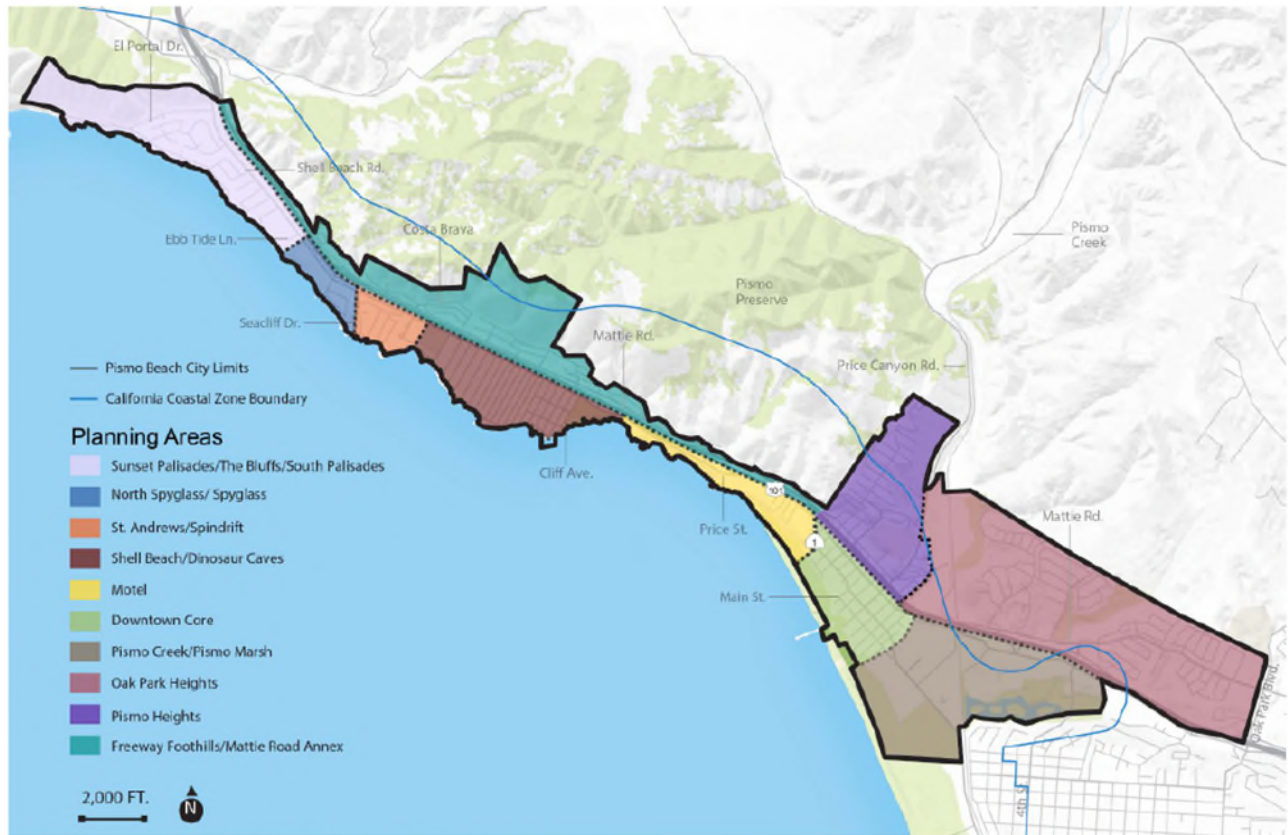 El Portal Dr.
Shell Beach Rd.
Ebb Tide Ln.
Costa Brava
Pismo
Creek
Pismo
Preserve
Seacliff Dr.
Mattie Rd.
Price Canyon Rd.
Pismo Beach City Limits
California Coastal Zone Boundary
Planning Areas
Sunset Palisades/The Bluffs/South Palisades
North Spyglass/ Spyglass
St. Andrews/Spindrift
Shell Beach/Dinosaur Caves
Motel
Downtown Core
Pismo Creek/Pismo Marsh
Oak Park Heights
Pismo Heights
Freeway Foothills/Mattie Road Annex
Cliff Ave.
101
Price St.
1
Mattie Rd.
Main St.
Oak Park Blvd.
4th S
2,000 FT.
N